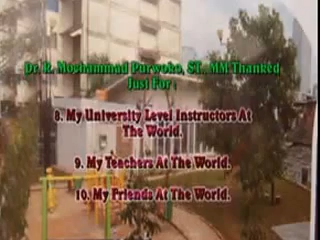 Dr. R. Mochammad Purwoko, ST., MM Thanked
Just For :
8. My University Level Instructors At
The World.
9. My Teachers At The World.
10. My Friends At The World.